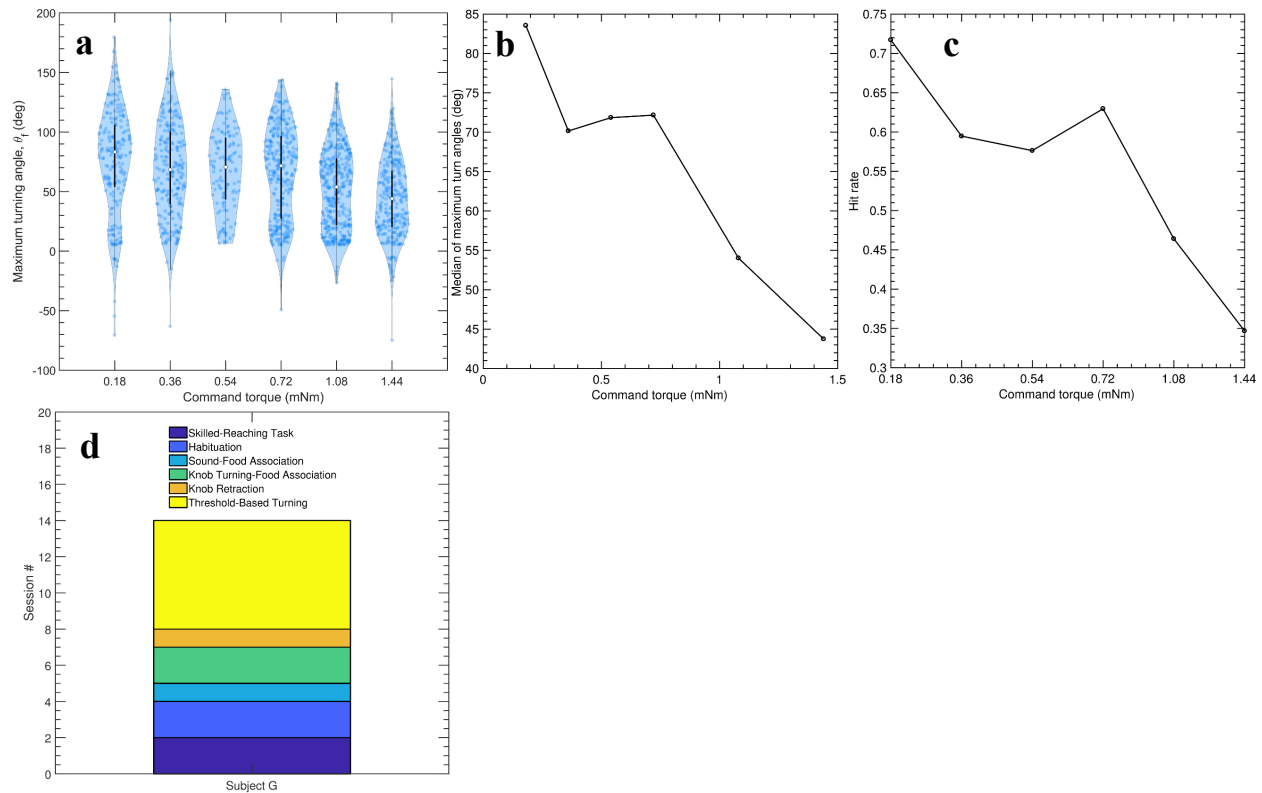 a
Maximum turning angle, θf (deg)
200
150
100
50
0
-50
-100
0.18 0.36 0.54 0.72 1.08 1.44
Command torque (mNm)
b
Median of maximum turn angles (deg)
85
80
75
70
65
60
55
50
45
40
0 0.5 1 1.5
Command torque (mNm)
c
Hit rate
0.75
0.7
0.65
0.6
0.55
0.5
0.45
0.4
0.35
0.3
0.18 0.36 0.54 0.72 1.08 1.44
Command torque (mNm)
d
Session #
20
18
16
14
12
10
8
6
4
2
0
Skilled-Reaching Task
Habituation
Sound-Food Association
Knob Turning-Food Association
Knob Retraction
Threshold-Based Turning
Subject G